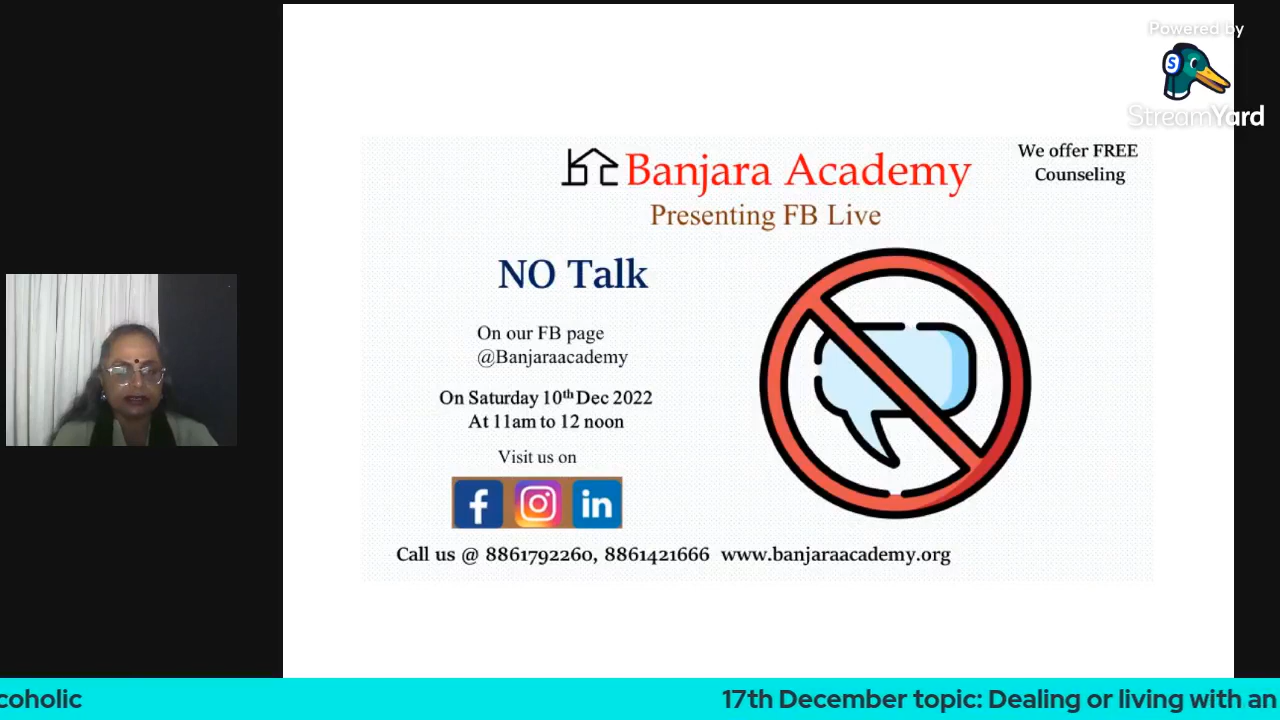 Powered by
StreamYard
Banjara Academy
We offer FREE
Counseling
Presenting FB Live
NO Talk
On our FB page
@Banjaraacademy
On Saturday 10th Dec 2022
At 11am to 12 noon
Visit us on
Call us @ 8861792260, 8861421666 www.banjaraacademy.org
coholic 17th December topic: Dealing or living with an